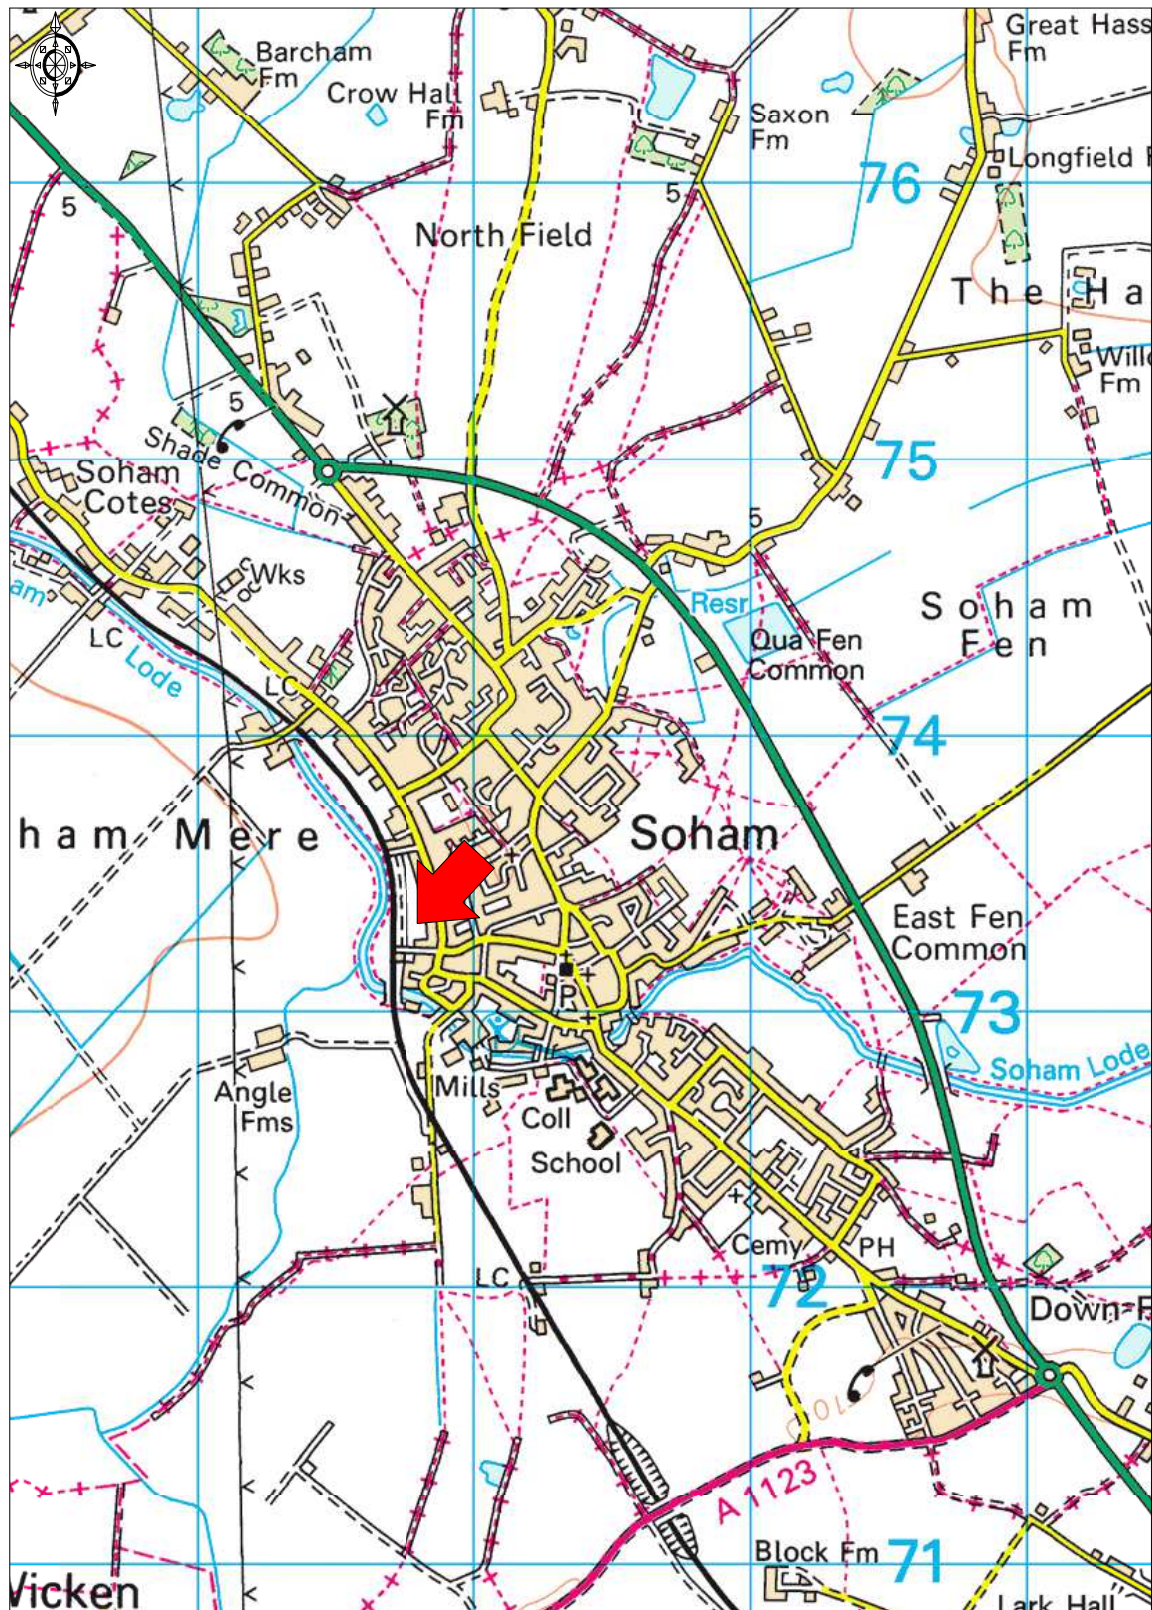 Great Hass
Fm
Barcham
Fm
Crow Hall
Fm
Saxon
Fm
Longfield F
76
5
5
North Field
The Ha
Willo
Fm
5
75
Shade Common
Soham
Cotes
5
Wks
am
Resr
Soham
Fen
LC
Lode
Qua Fen
Common
LC
74
ham Mere
Soham
East Fen
Common
P
73
Soham Lode
Mills
Angle
Fms
Coll
School
Cemy
PH
LC
72
Down F
10
A 1123
Block Fm
71
Wicken
Lark Hall